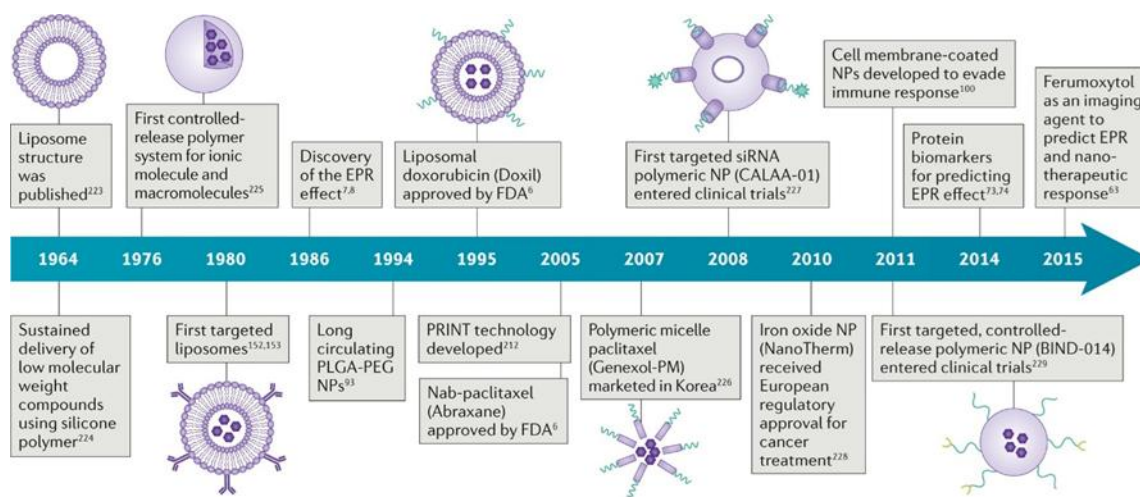 Liposome
structure was
published223
First controlled-
release polymer
system for ionic
molecule and
macromolecules225
Discovery
of the EPR
effect7,8
Liposomal
doxorubicin (Doxil)
approved by FDA6
First targeted siRNA
polymeric NP (CALAA-01)
entered clinical trials227
Cell membrane-coated
NPs developed to evade
immune response100
Protein
biomarkers
for predicting
EPR effect73,74
Ferumoxytol
as an imaging
agent to
predict EPR
and nano-
therapeutic
response63
1964 1976 1980 1986 1994 1995 2005 2007 2008 2010 2011 2014 2015
Sustained
delivery of
low molecular
weight
compounds
using silicone
polymer224
First targeted
liposomes152,153
Long
circulating
PLGA-PEG
NPs93
PRINT technology
developed212
Nab-paclitaxel
(Abraxane)
approved by FDA6
Polymeric micelle
paclitaxel
(Genexol-PM)
marketed in Korea226
Iron oxide NP
(NanoTherm)
received
European
regulatory
approval for
cancer
treatment228
First targeted, controlled-
release polymeric NP (BIND-014)
entered clinical trials229